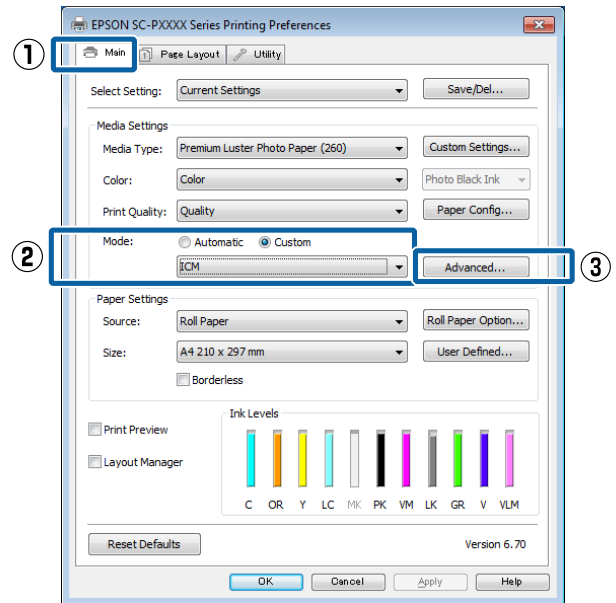 EPSON SC-PXXXX Series Printing Preferences
① Main Page Layout Utility
Select Setting: Current Settings Save/Del...
Media Settings
Media Type: Premium Luster Photo Paper (260) Custom Settings...
Color: Color Photo Black Ink
Print Quality: Quality Paper Config...
Mode: Automatic Custom
② ICM Advanced... ③
Paper Settings
Source: Roll Paper Roll Paper Option...
Size: A4 210 x 297 mm User Defined...
Borderless
Ink Levels
Print Preview
Layout Manager
C OR Y LC MK PK VM LK GR V VLM
Reset Defaults Version 6.70
OK Cancel Apply Help